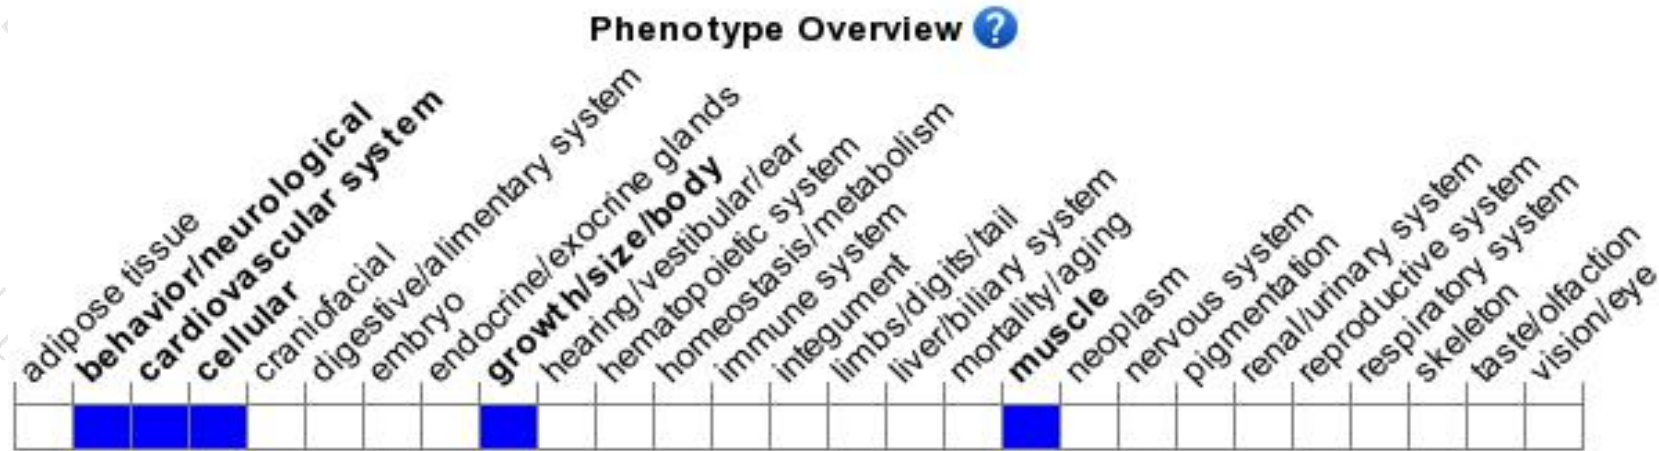 Phenotype Overview ?
adipose tissue
behavior/neurological
cardiovascular system
cellular
craniofacial
digestive/alimentary system
embryo
endocrine/exocrine glands
growth/size/body
hearing/vestibular/ear
hematopoietic system
homeostasis/metabolism
immune system
integument
limbs/digits/tail
liver/biliary system
mortality/aging
muscle
neoplasm
nervous system
pigmentation
renal/urinary system
reproductive system
respiratory system
skeleton
taste/olfaction
vision/eye